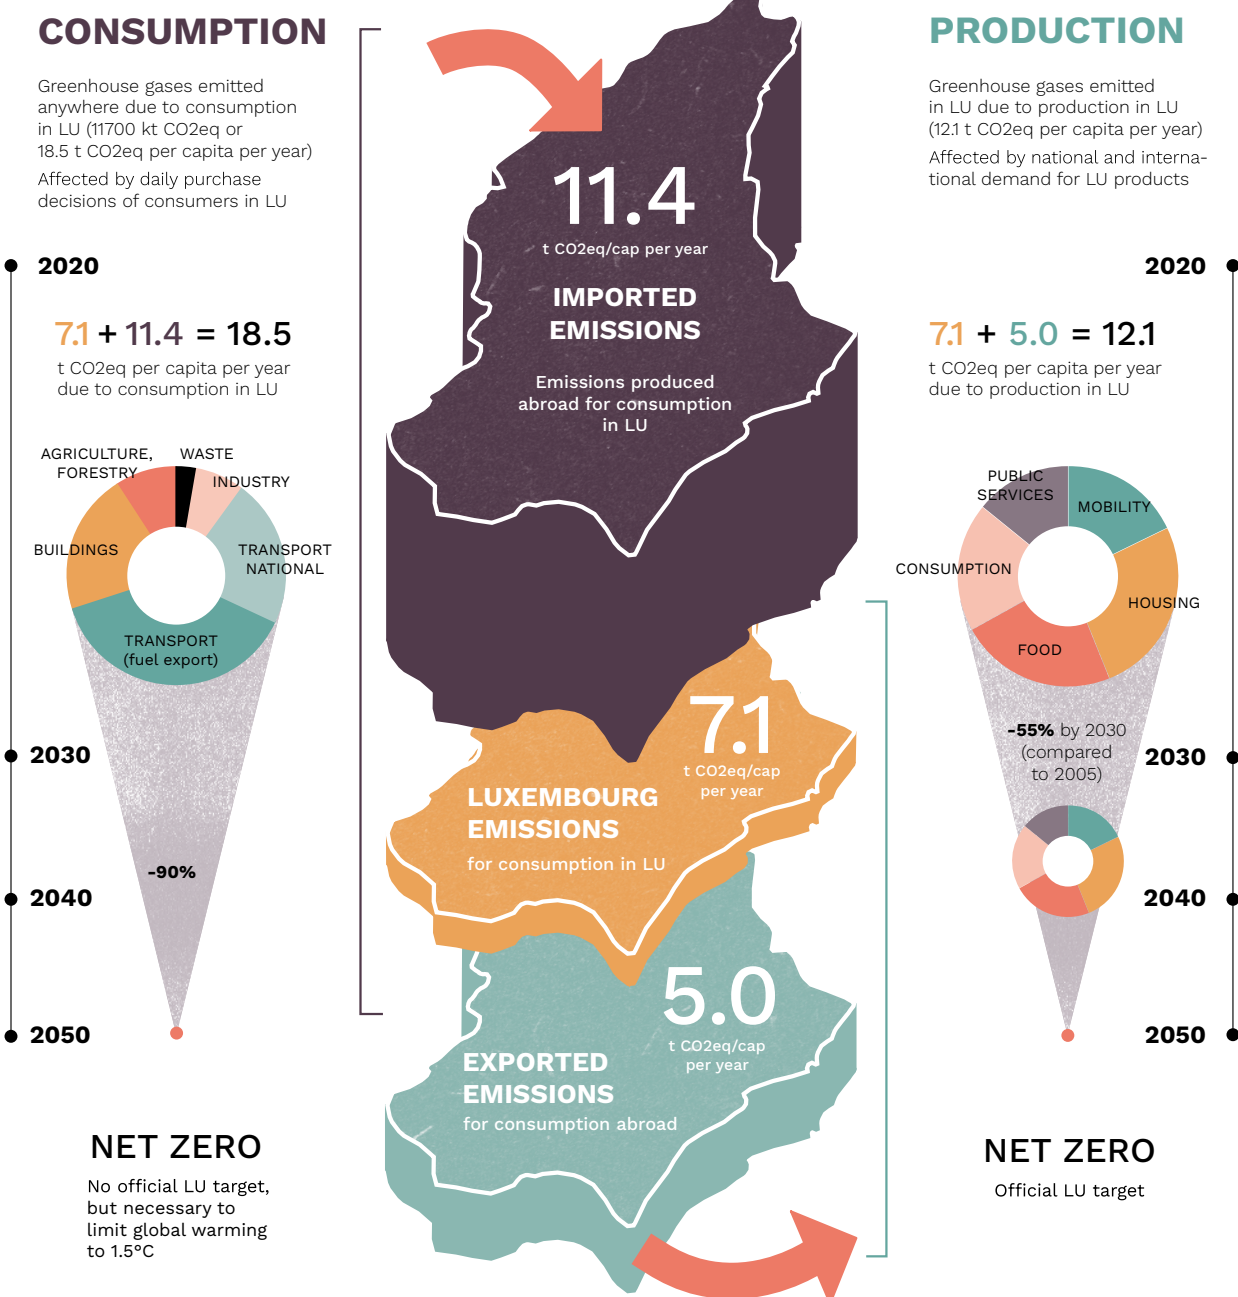 CONSUMPTION
Greenhouse gases emitted
anywhere due to consumption
in LU (11700 kt CO2eq or
18.5 t CO2eq per capita per year)
Affected by daily purchase
decisions of consumers in LU
2020
7.1 + 11.4 = 18.5
t CO2eq per capita per year
due to consumption in LU
AGRICULTURE,
FORESTRY
WASTE
INDUSTRY
BUILDINGS
TRANSPORT
NATIONAL
TRANSPORT
(fuel export)
2030
-90%
2040
2050
NET ZERO
No official LU target,
but necessary to
limit global warming
to 1.5°C
11.4
t CO2eq/cap per year
IMPORTED
EMISSIONS
Emissions produced
abroad for consumption
in LU
7.1
t CO2eq/cap
per year
LUXEMBOURG
EMISSIONS
for consumption in LU
5.0
t CO2eq/cap
per year
EXPORTED
EMISSIONS
for consumption abroad
PRODUCTION
Greenhouse gases emitted
in LU due to production in LU
(12.1 t CO2eq per capita per year)
Affected by national and interna-
tional demand for LU products
2020
7.1 + 5.0 = 12.1
t CO2eq per capita per year
due to production in LU
PUBLIC
SERVICES
MOBILITY
CONSUMPTION
HOUSING
FOOD
-55% by 2030
(compared
to 2005)
2030
2040
2050
NET ZERO
Official LU target